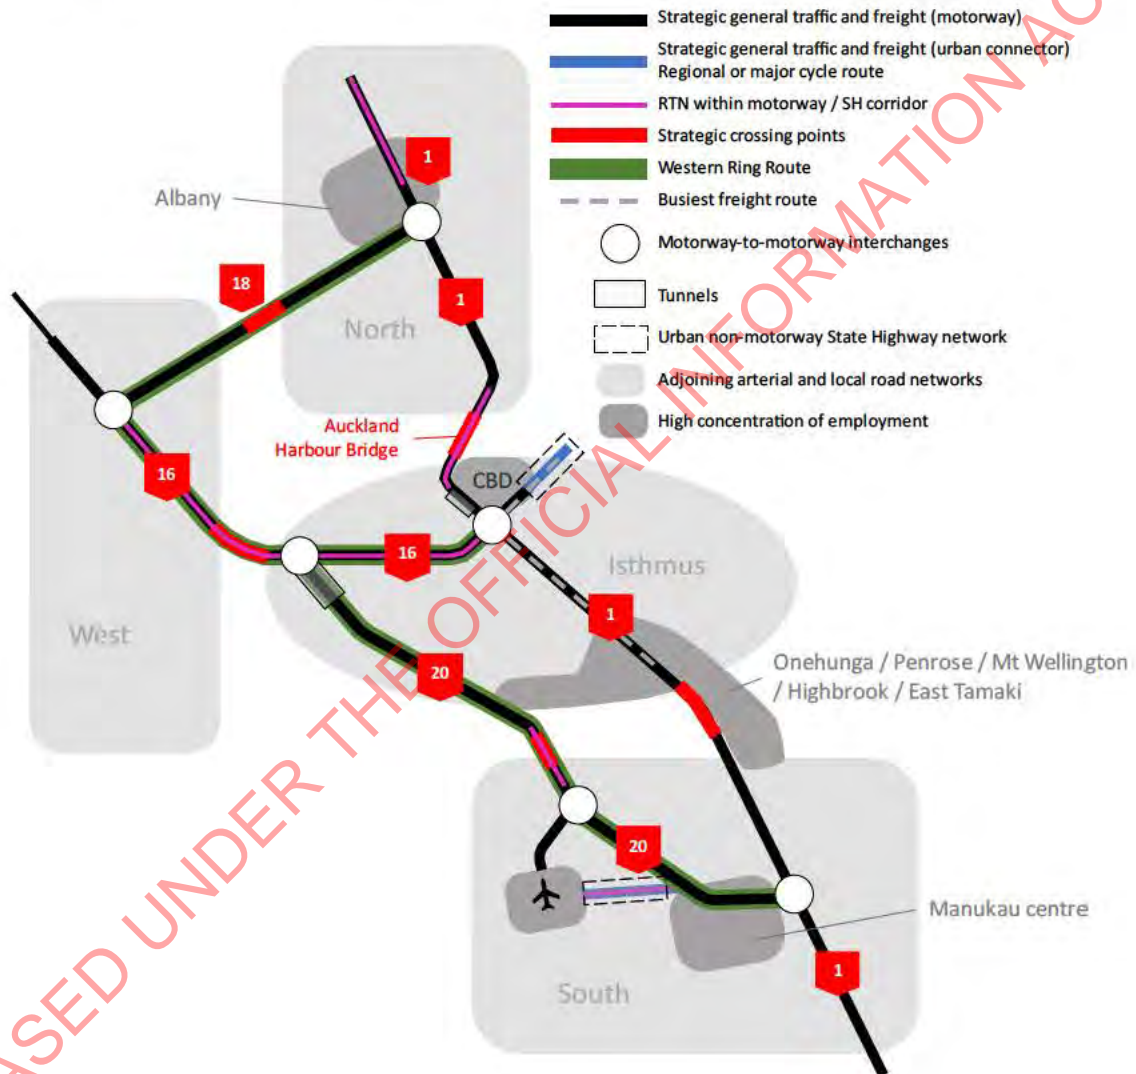 Strategic general traffic and freight (motorway)
Strategic general traffic and freight (urban connector)
Regional or major cycle route
RTN within motorway / SH corridor
Strategic crossing points
Western Ring Route
Busiest freight route
Motorway-to-motorway interchanges
Tunnels
Urban non-motorway State Highway network
Adjoining arterial and local road networks
High concentration of employment
1
Albany
18
1
North
Auckland
Harbour Bridge
CBD
16
16
Isthmus
1
West
20
Onehunga / Penrose / Mt Wellington
/ Highbrook / East Tamaki
20
Manukau centre
1
South
ASED UNDER THE OFFICIAL INFORMATION AC